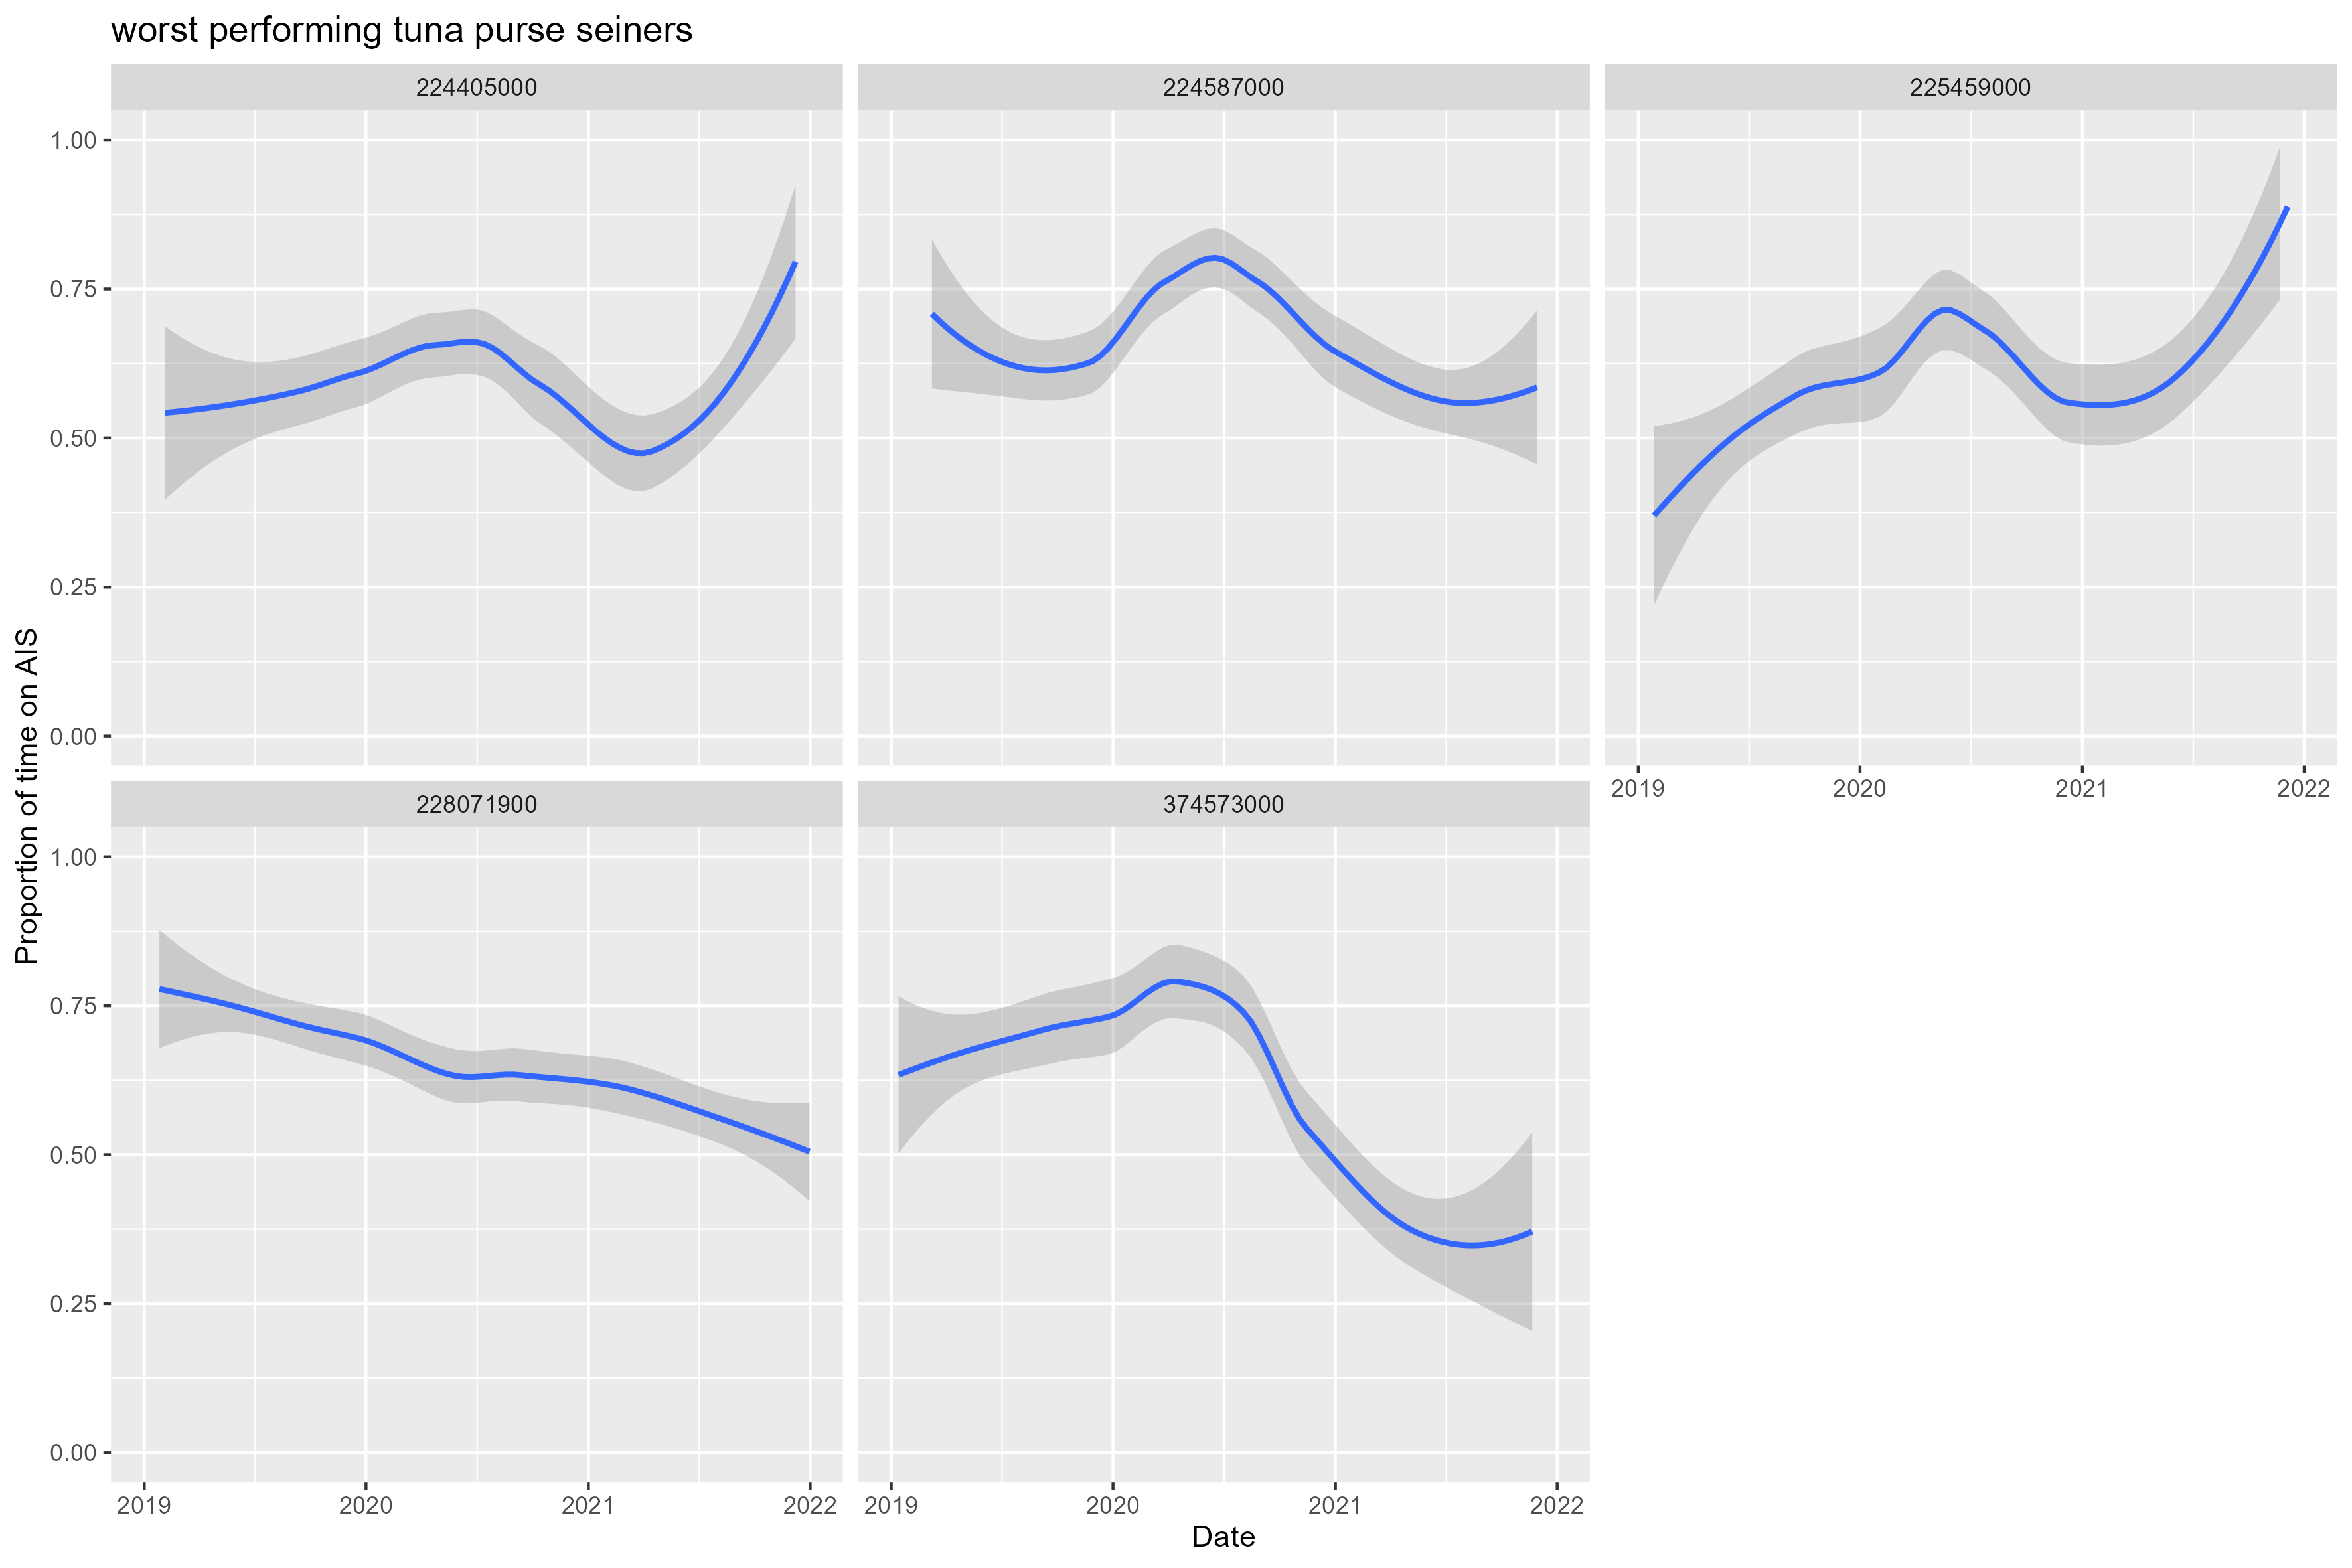 worst performing tuna purse seiners
224405000 224587000 225459000
1.00
0.75
0.50
0.25
0.00
2019 2020 2021 2022
Proportion of time on AIS
228071900 374573000
1.00
0.75
0.50
0.25
0.00
2019 2020 2021 2022 2019 2020 2021 2022
Date